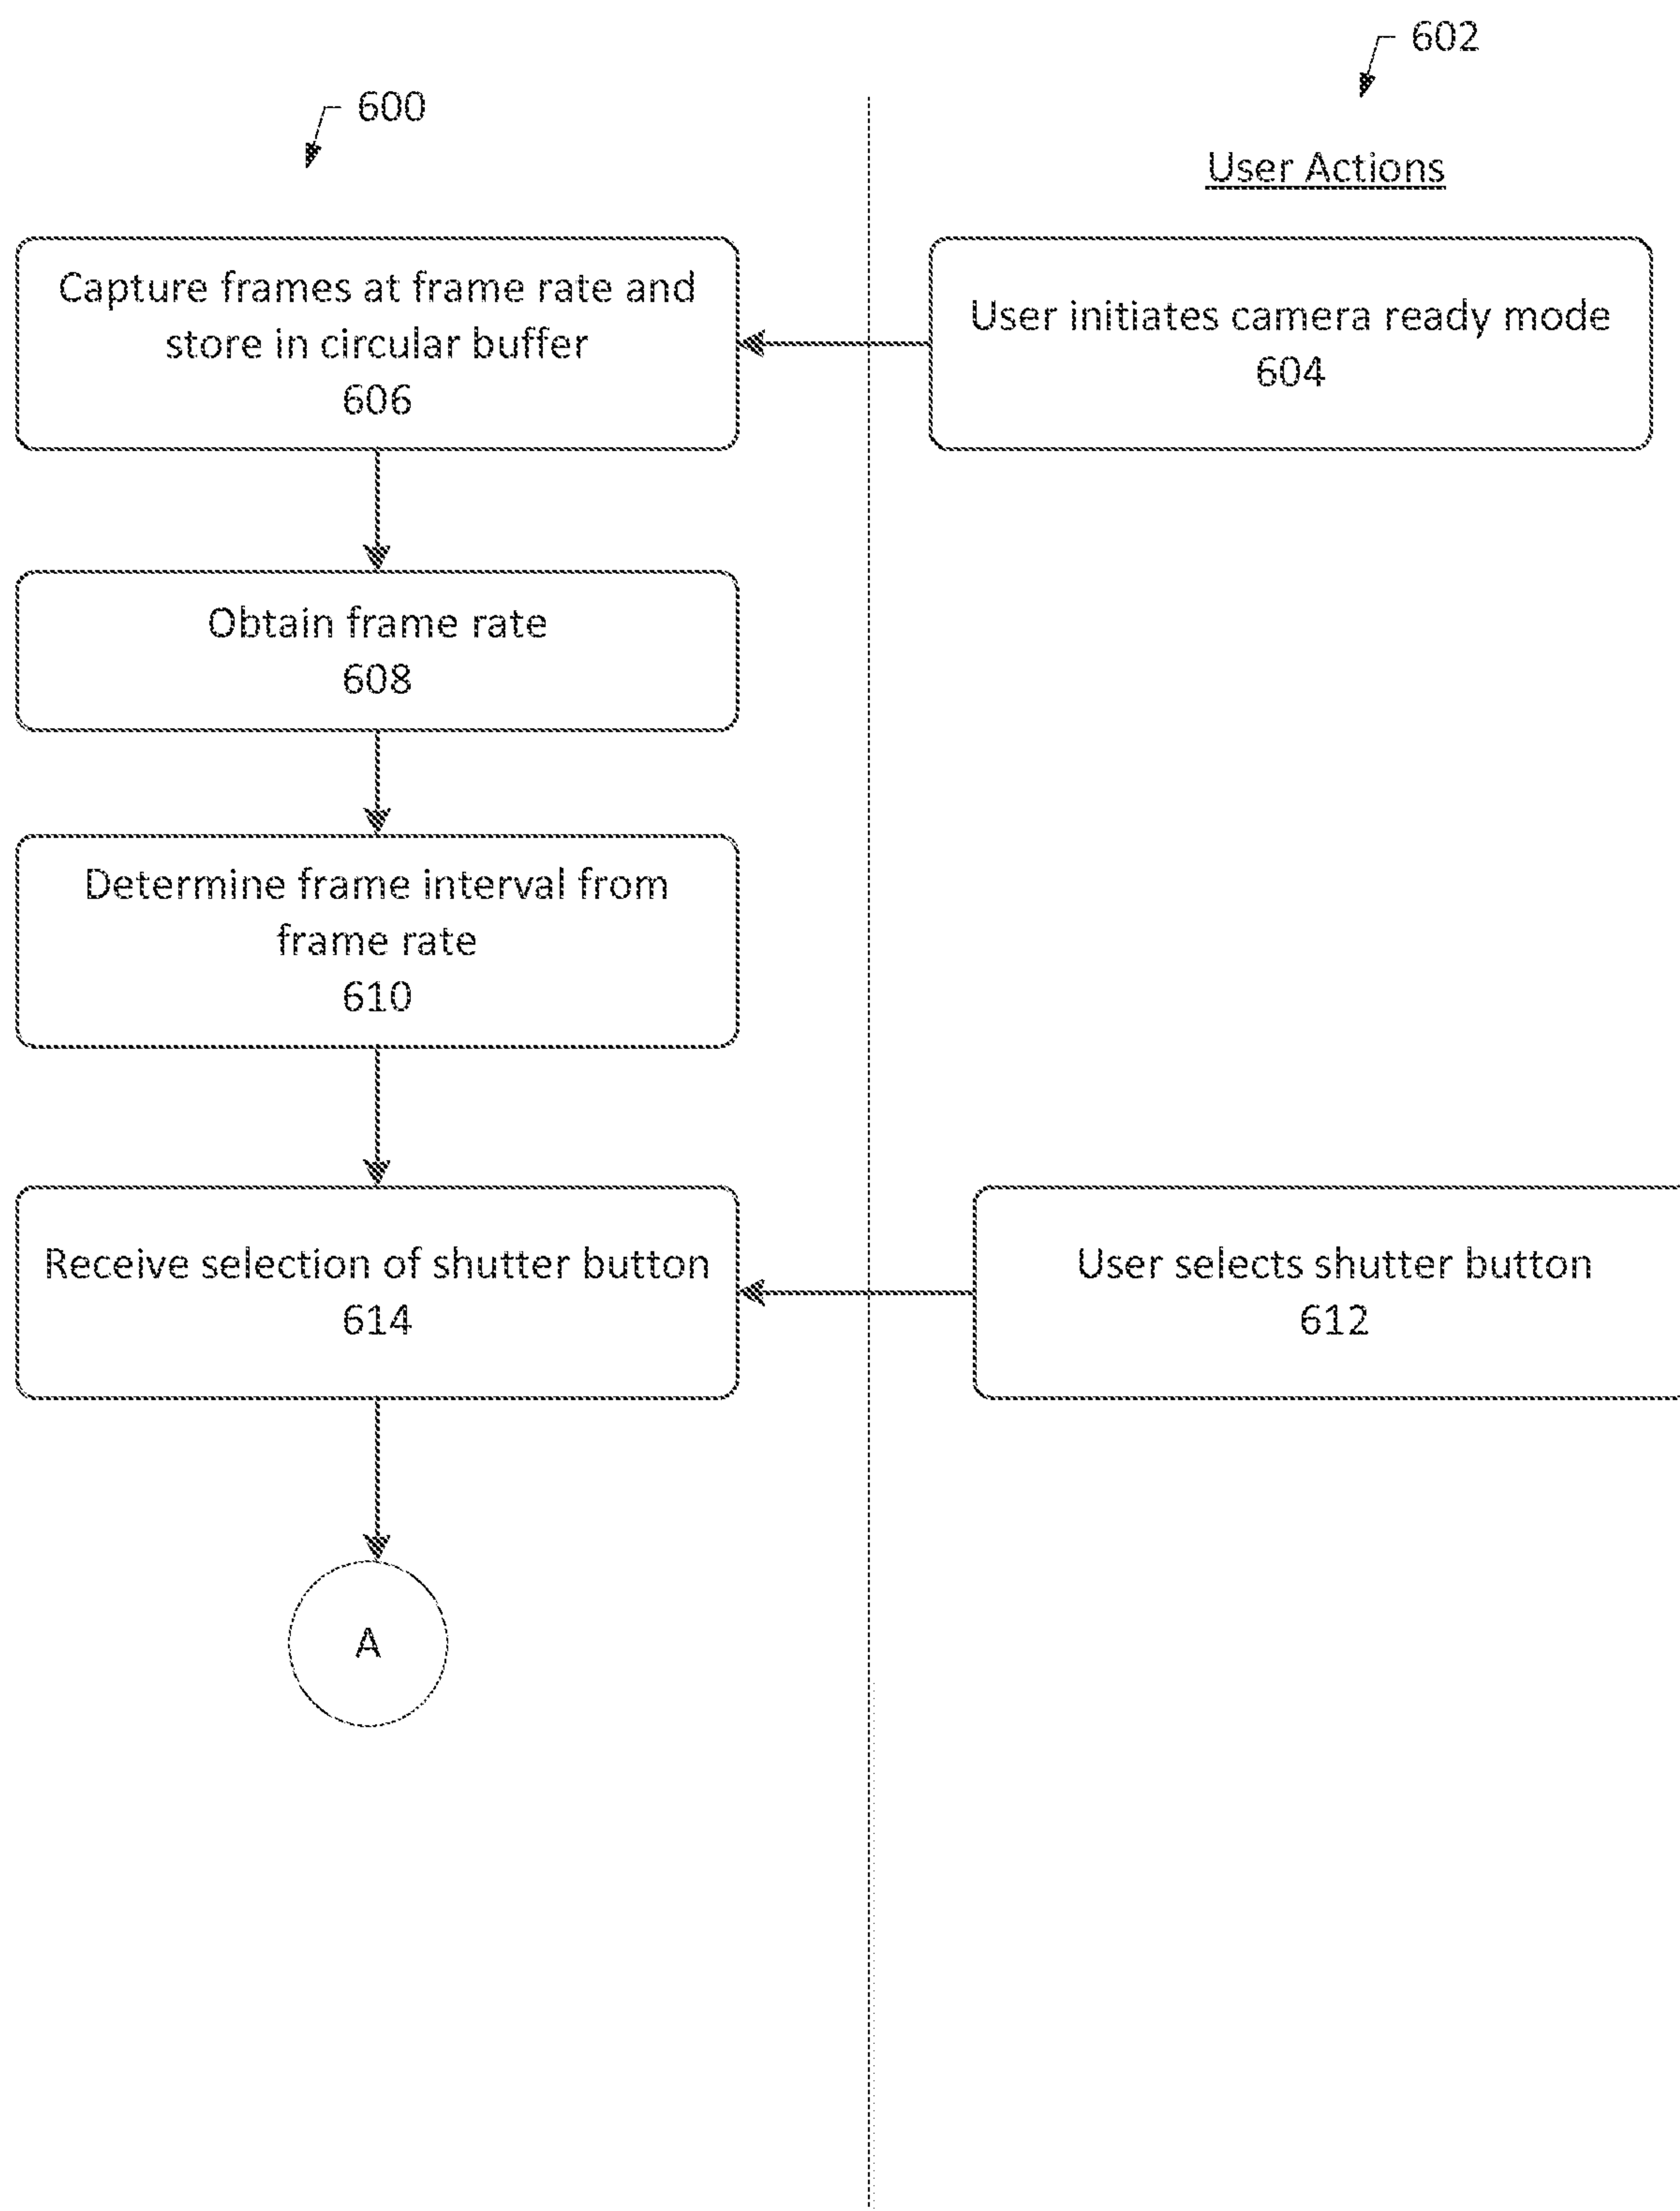 602
600
User Actions
Capture frames at frame rate and
store in circular buffer
606
User initiates camera ready mode
604
Obtain frame rate
608
Determine frame interval from
frame rate
610
Receive selection of shutter button
614
User selects shutter button
612
A